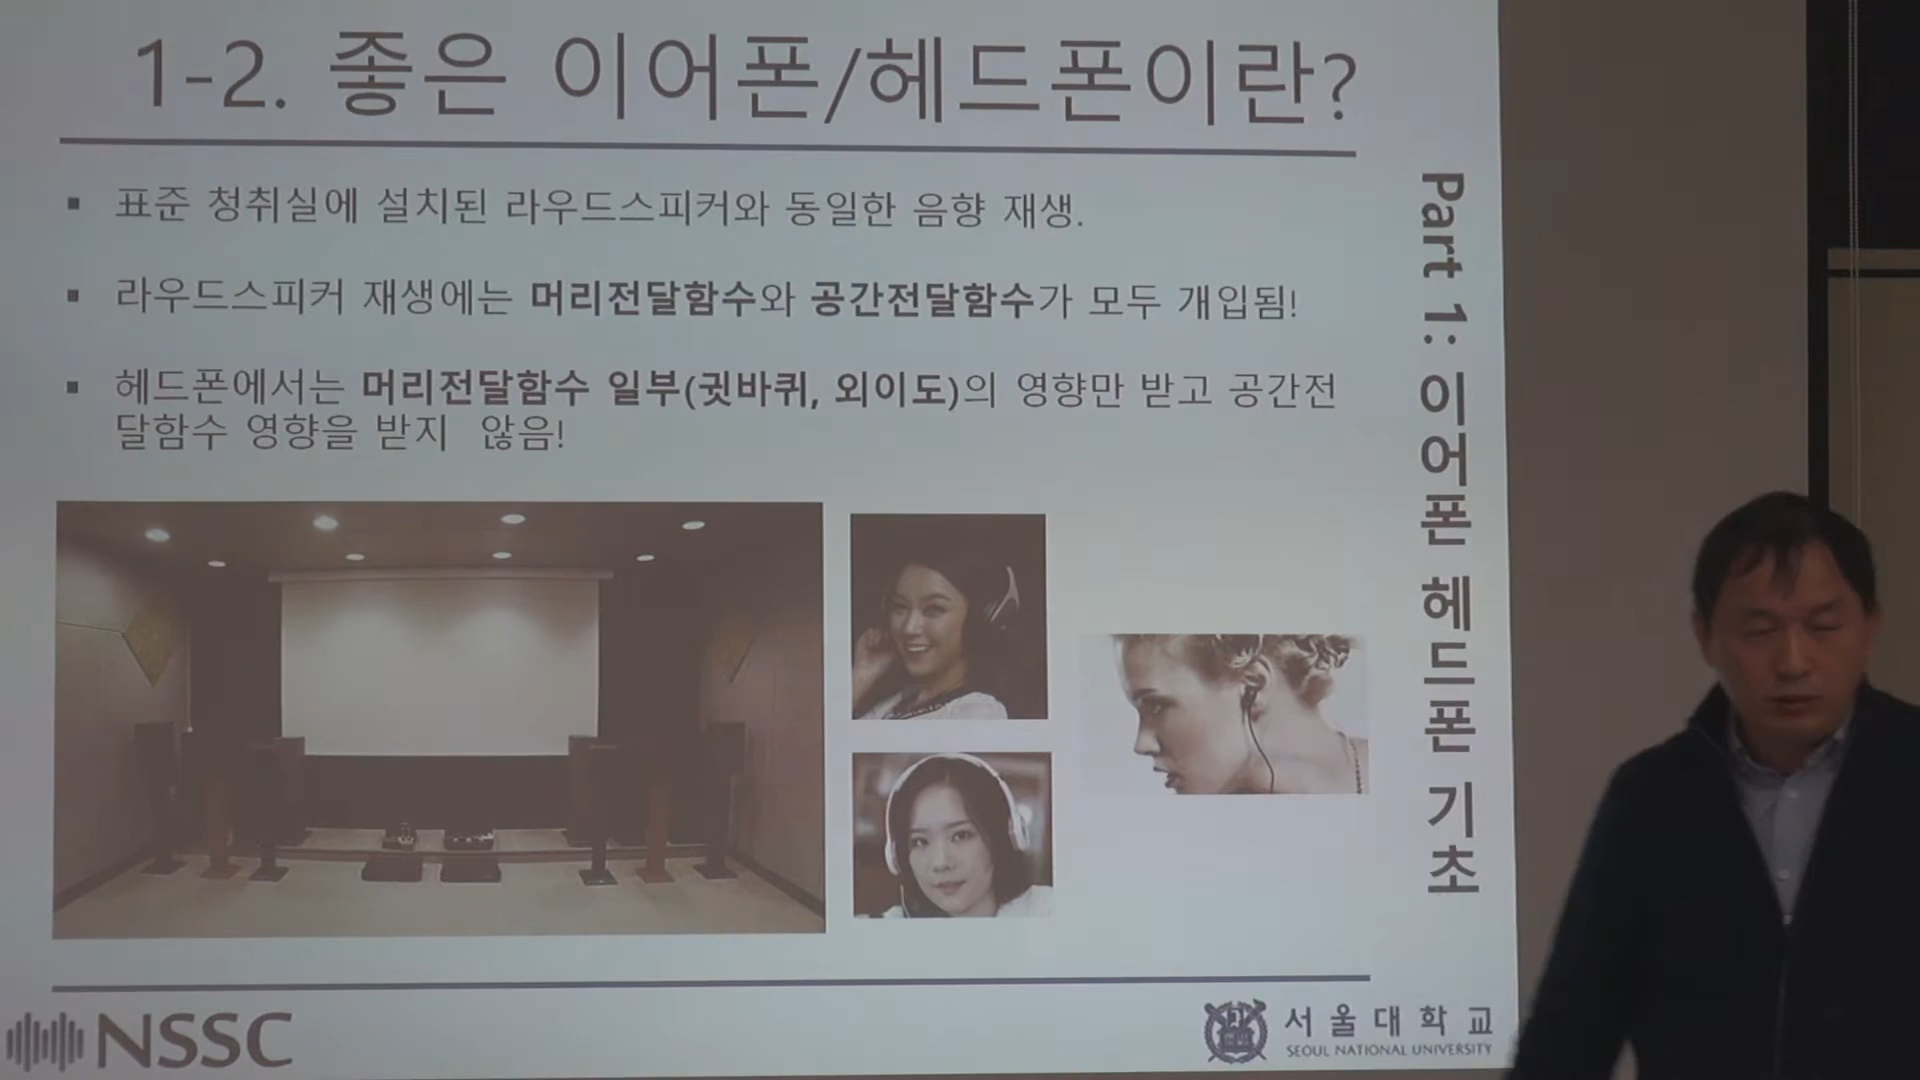 1-2. 좋은 이어폰/헤드폰이란?
▪ 표준 청취실에 설치된 라우드스피커와 동일한 음향 재생.
▪ 라우드스피커 재생에는 머리전달함수와 공간전달함수가 모두 개입됨!
▪ 헤드폰에서는 머리전달함수 일부(귓바퀴, 외이도)의 영향만 받고 공간전
달함수 영향을 받지 않음!
Part 1: 이어폰 헤드폰 기초
NSSC
서울대학교
SEOUL NATIONAL UNIVERSITY